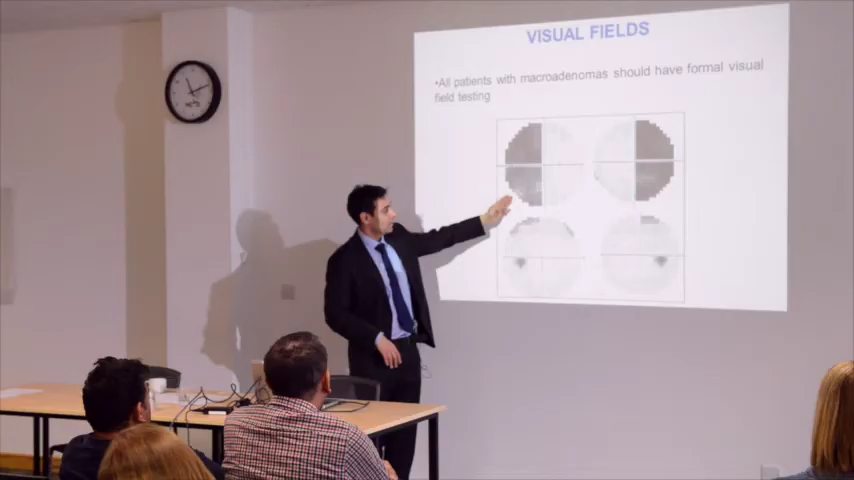 VISUAL FIELDS
•All patients with macroadenomas should have formal visual
field testing